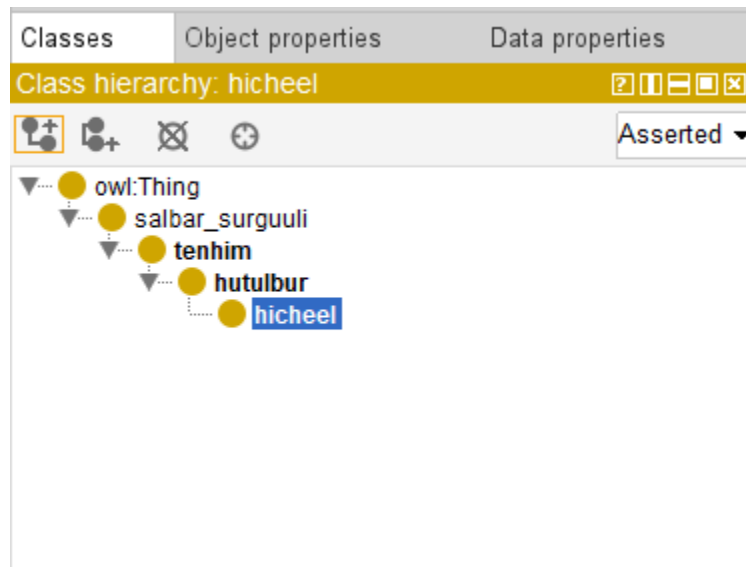 Classes Object properties Data properties
Class hierarchy: hicheel
Asserted
owl:Thing
salbar_surguuli
tenhim
hutulbur
hicheel